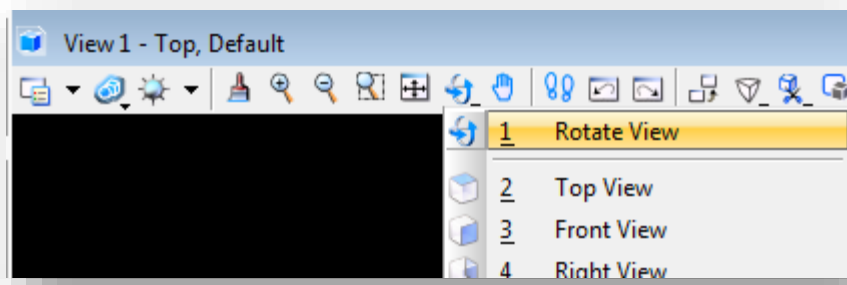 View 1 - Top, Default
1 Rotate View
2 Top View
3 Front View
4 Right View